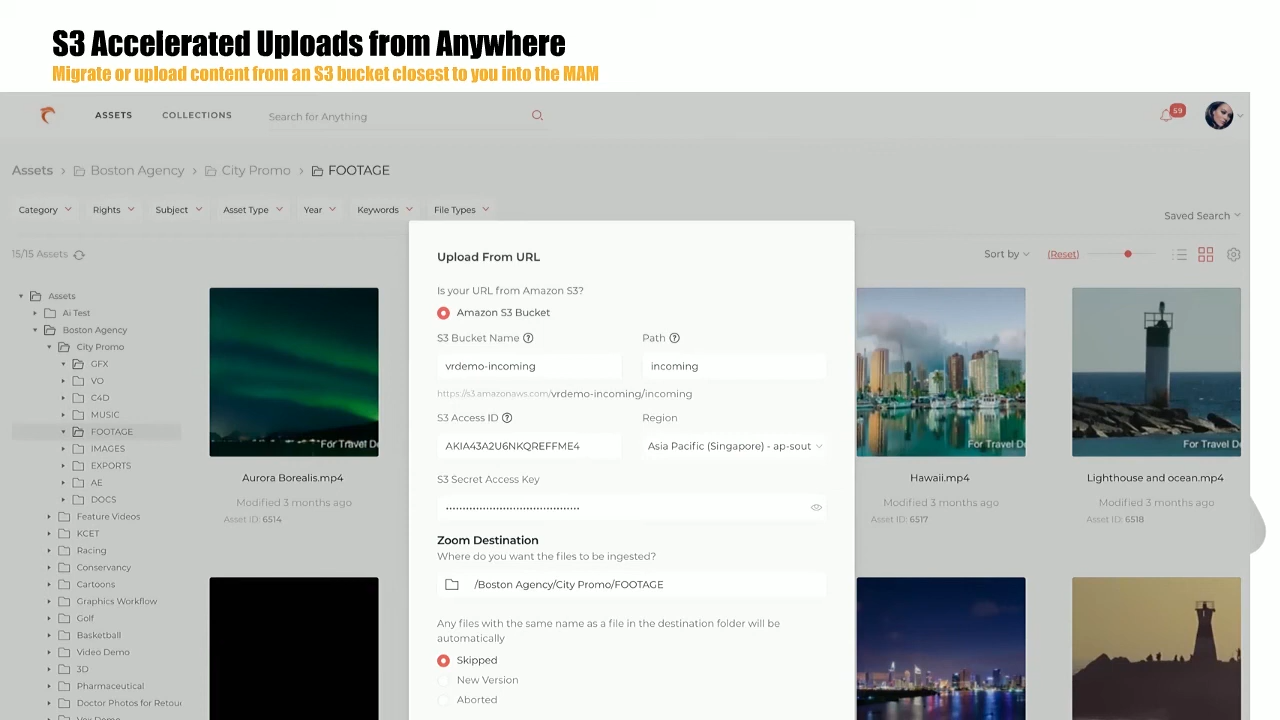 S3 Accelerated Uploads from Anywhere
Migrate or upload content from an S3 bucket closest to you into the MAM
ASSETS
COLLECTIONS
Search for Anything
59
Assets > Boston Agency > City Promo > FOOTAGE
Category
Rights
Subject
Asset Type
Year
Keywords
File Types
Saved Search
15/15 Assets
Sort by
(Reset)
Assets
Ai Test
Boston Agency
City Promo
GFX
VO
C4D
MUSIC
FOOTAGE
IMAGES
EXPORTS
AE
DOCS
Feature Videos
KCET
Racing
Conservancy
Cartoons
Graphics Workflow
Golf
Basketball
Video Demo
3D
Pharmaceutical
Doctor Photos for Retou
For Travel De
Aurora Borealis.mp4
Modified 3 months ago
Asset ID: 6514
Upload From URL
Is your URL from Amazon S3?
Amazon S3 Bucket
S3 Bucket Name
Path
vrdemo-incoming
incoming
https://s3.amazonaws.com/vrdemo-incoming/incoming
S3 Access ID
Region
AKIA43A2U6NKQREFFME4
Asia Pacific (Singapore) - ap-sout
S3 Secret Access Key
Zoom Destination
Where do you want the files to be ingested?
/Boston Agency/City Promo/FOOTAGE
Any files with the same name as a file in the destination folder will be
automatically
Skipped
New Version
Aborted
For Travel De
Hawaii.mp4
Modified 3 months ago
Asset ID: 6517
For Travel De
Lighthouse and ocean.mp4
Modified 3 months ago
Asset ID: 6518